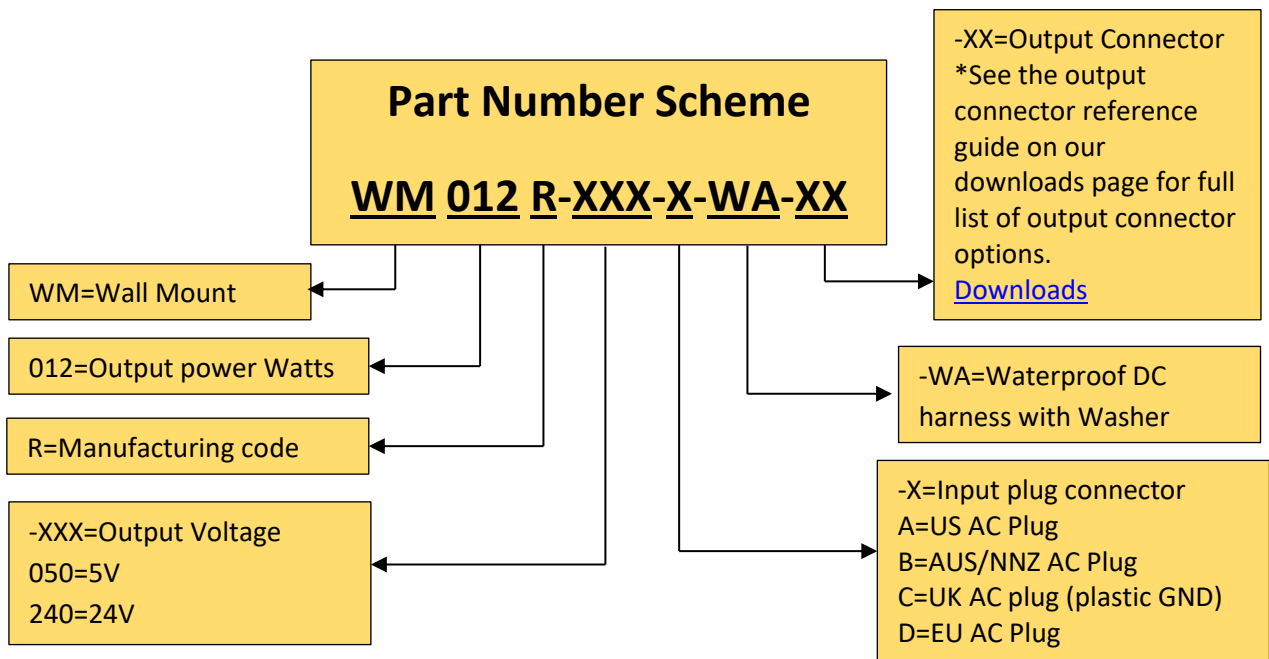 Part Number Scheme
WM 012 R-XXX-X-WA-XX
WM=Wall Mount
012=Output power Watts
R=Manufacturing code
-XXX=Output Voltage
050=5V
240=24V
-XX=Output Connector
*See the output
connector reference
guide on our
downloads page for full
list of output connector
options.
Downloads
-WA=Waterproof DC
harness with Washer
-X=Input plug connector
A=US AC Plug
B=AUS/NNZ AC Plug
C=UK AC plug (plastic GND)
D=EU AC Plug